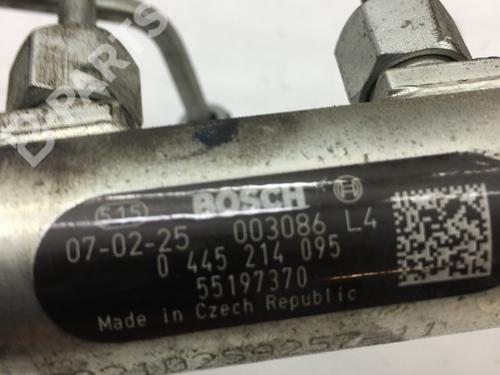 515 BOSCH
07-02-25 003086 L4
0 445 214 095
55197370
Made in Czech Republic